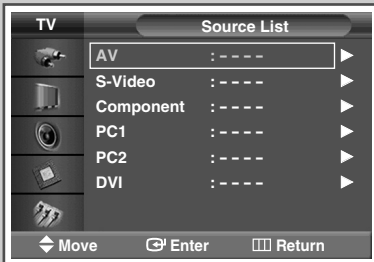 TV Source List
AV : - - - -
S-Video : - - - -
Component : - - - -
PC1 : - - - -
PC2 : - - - -
DVI : - - - -
Move Enter Return